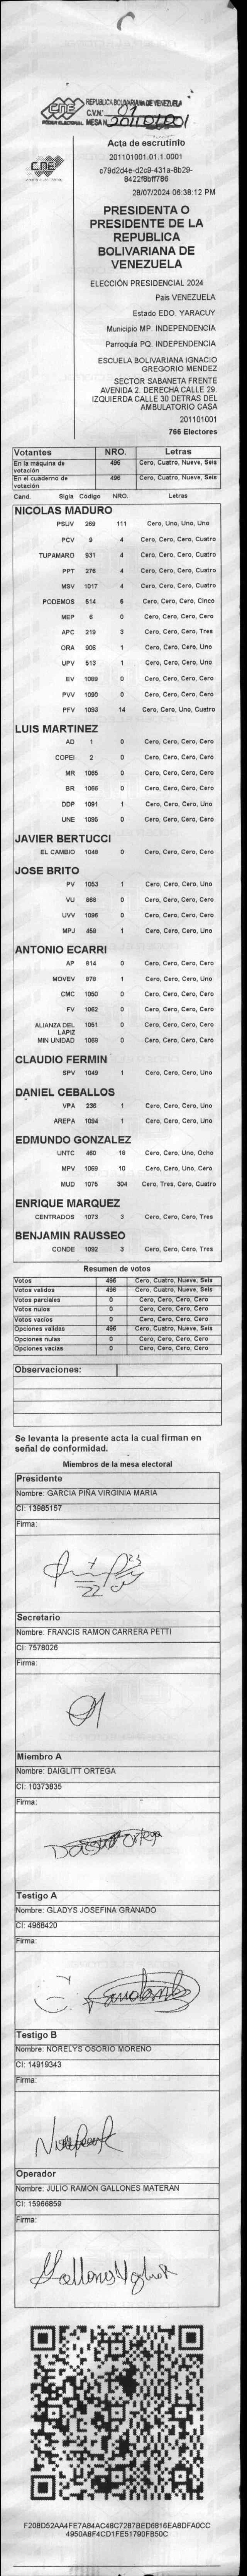 CNE
PODER ELECTORAL
REPUBLICA BOLIVARIANA DE VENEZUELA
C.V.N° 01
MESA N° 201101001
CNE
Acta de escrutinio
201101001.01.1.0001
c79d2d4e-d2c9-431a-8b29-
8422f6bff786
28/07/2024 06:38:12 PM
PRESIDENTA O
PRESIDENTE DE LA
REPUBLICA
BOLIVARIANA DE
VENEZUELA
ELECCIÓN PRESIDENCIAL 2024
Pais VENEZUELA
Estado EDO. YARACUY
Municipio MP. INDEPENDENCIA
Parroquia PQ. INDEPENDENCIA
ESCUELA BOLIVARIANA IGNACIO
GREGORIO MENDEZ
SECTOR SABANETA FRENTE
AVENIDA 2. DERECHA CALLE 29.
IZQUIERDA CALLE 30 DETRAS DEL
AMBULATORIO CASA
201101001
766 Electores
Votantes NRO. Letras
En la máquina de votación 496 Cero, Cuatro, Nueve, Seis
En el cuaderno de votación 496 Cero, Cuatro, Nueve, Seis
Cand. Sigla Código NRO. Letras
NICOLAS MADURO
PSUV 269 111 Cero, Uno, Uno, Uno
PCV 9 4 Cero, Cero, Cero, Cuatro
TUPAMARO 931 4 Cero, Cero, Cero, Cuatro
PPT 276 4 Cero, Cero, Cero, Cuatro
MSV 1017 4 Cero, Cero, Cero, Cuatro
PODEMOS 514 5 Cero, Cero, Cero, Cinco
MEP 6 0 Cero, Cero, Cero, Cero
APC 219 3 Cero, Cero, Cero, Tres
ORA 906 1 Cero, Cero, Cero, Uno
UPV 513 1 Cero, Cero, Cero, Uno
EV 1089 0 Cero, Cero, Cero, Cero
PVV 1090 0 Cero, Cero, Cero, Cero
PFV 1093 14 Cero, Cero, Uno, Cuatro
LUIS MARTINEZ
AD 1 0 Cero, Cero, Cero, Cero
COPEI 2 0 Cero, Cero, Cero, Cero
MR 1065 0 Cero, Cero, Cero, Cero
BR 1066 0 Cero, Cero, Cero, Cero
DDP 1091 1 Cero, Cero, Cero, Uno
UNE 1095 0 Cero, Cero, Cero, Cero
JAVIER BERTUCCI
EL CAMBIO 1048 0 Cero, Cero, Cero, Cero
JOSE BRITO
PV 1053 1 Cero, Cero, Cero, Uno
VU 868 0 Cero, Cero, Cero, Cero
UVV 1096 0 Cero, Cero, Cero, Cero
MPJ 458 1 Cero, Cero, Cero, Uno
ANTONIO ECARRI
AP 814 0 Cero, Cero, Cero, Cero
MOVEV 878 1 Cero, Cero, Cero, Uno
CMC 1050 0 Cero, Cero, Cero, Cero
FV 1062 0 Cero, Cero, Cero, Cero
ALIANZA DEL LAPIZ 1051 0 Cero, Cero, Cero, Cero
MIN UNIDAD 1068 0 Cero, Cero, Cero, Cero
CLAUDIO FERMIN
SPV 1049 1 Cero, Cero, Cero, Uno
DANIEL CEBALLOS
VPA 236 1 Cero, Cero, Cero, Uno
AREPA 1094 1 Cero, Cero, Cero, Uno
EDMUNDO GONZALEZ
UNTC 460 18 Cero, Cero, Uno, Ocho
MPV 1069 10 Cero, Cero, Uno, Cero
MUD 1075 304 Cero, Tres, Cero, Cuatro
ENRIQUE MARQUEZ
CENTRADOS 1073 3 Cero, Cero, Cero, Tres
BENJAMIN RAUSSEO
CONDE 1092 3 Cero, Cero, Cero, Tres
Resumen de votos
Votos 496 Cero, Cuatro, Nueve, Seis
Votos validos 496 Cero, Cuatro, Nueve, Seis
Votos parciales 0 Cero, Cero, Cero, Cero
Votos nulos 0 Cero, Cero, Cero, Cero
Votos vacios 0 Cero, Cero, Cero, Cero
Opciones validas 496 Cero, Cuatro, Nueve, Seis
Opciones nulas 0 Cero, Cero, Cero, Cero
Opciones vacias 0 Cero, Cero, Cero, Cero
Observaciones:
Se levanta la presente acta la cual firman en
señal de conformidad.
Miembros de la mesa electoral
Presidente
Nombre: GARCIA PIÑA VIRGINIA MARIA
CI: 13985157
Firma:
Secretario
Nombre: FRANCIS RAMON CARRERA PETTI
CI: 7578026
Firma:
Miembro A
Nombre: DAIGLITT ORTEGA
CI: 10373835
Firma:
Ortega
Testigo A
Nombre: GLADYS JOSEFINA GRANADO
CI: 4968420
Firma:
Testigo B
Nombre: NORELYS OSORIO MORENO
CI: 14919343
Firma:
Operador
Nombre: JULIO RAMON GALLONES MATERAN
CI: 15966859
Firma:
F208D52AA4FE7A84AC48C7287BED6816EA8DFA0CC
4950A8F4CD1FE51790FB50C